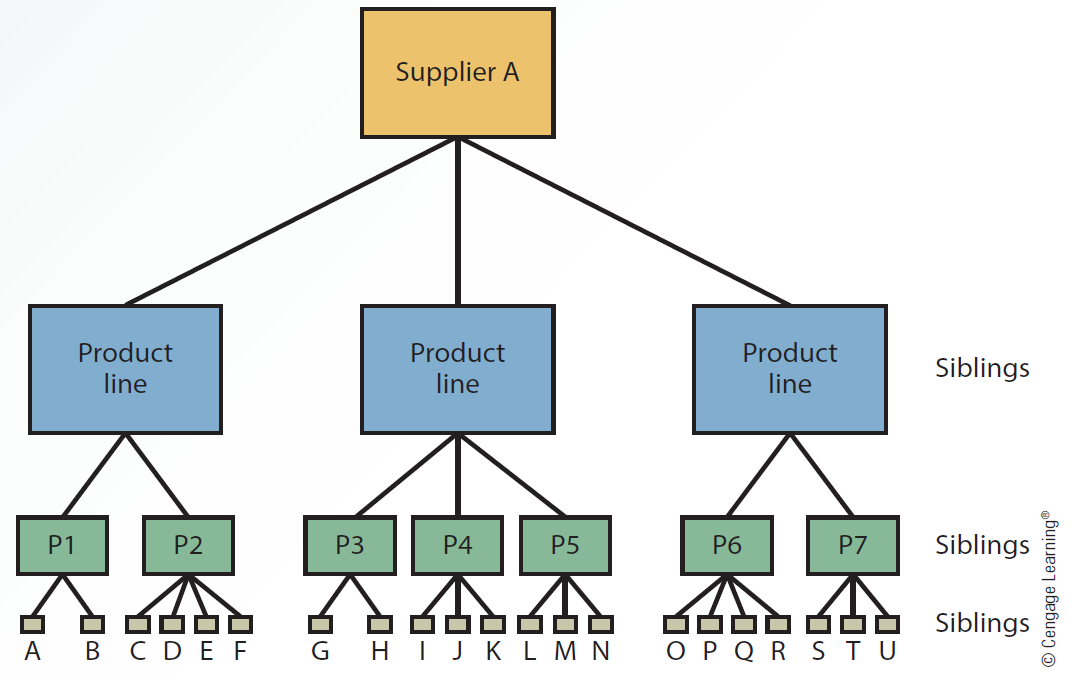 Supplier A
Product
line
Product
line
Product
line
Siblings
P1
P2
P3
P4
P5
P6
P7
Siblings
A
B
C
D
E
F
G
H
I
J
K
L
M
N
O
P
Q
R
S
T
U
Siblings
© Cengage Learning®